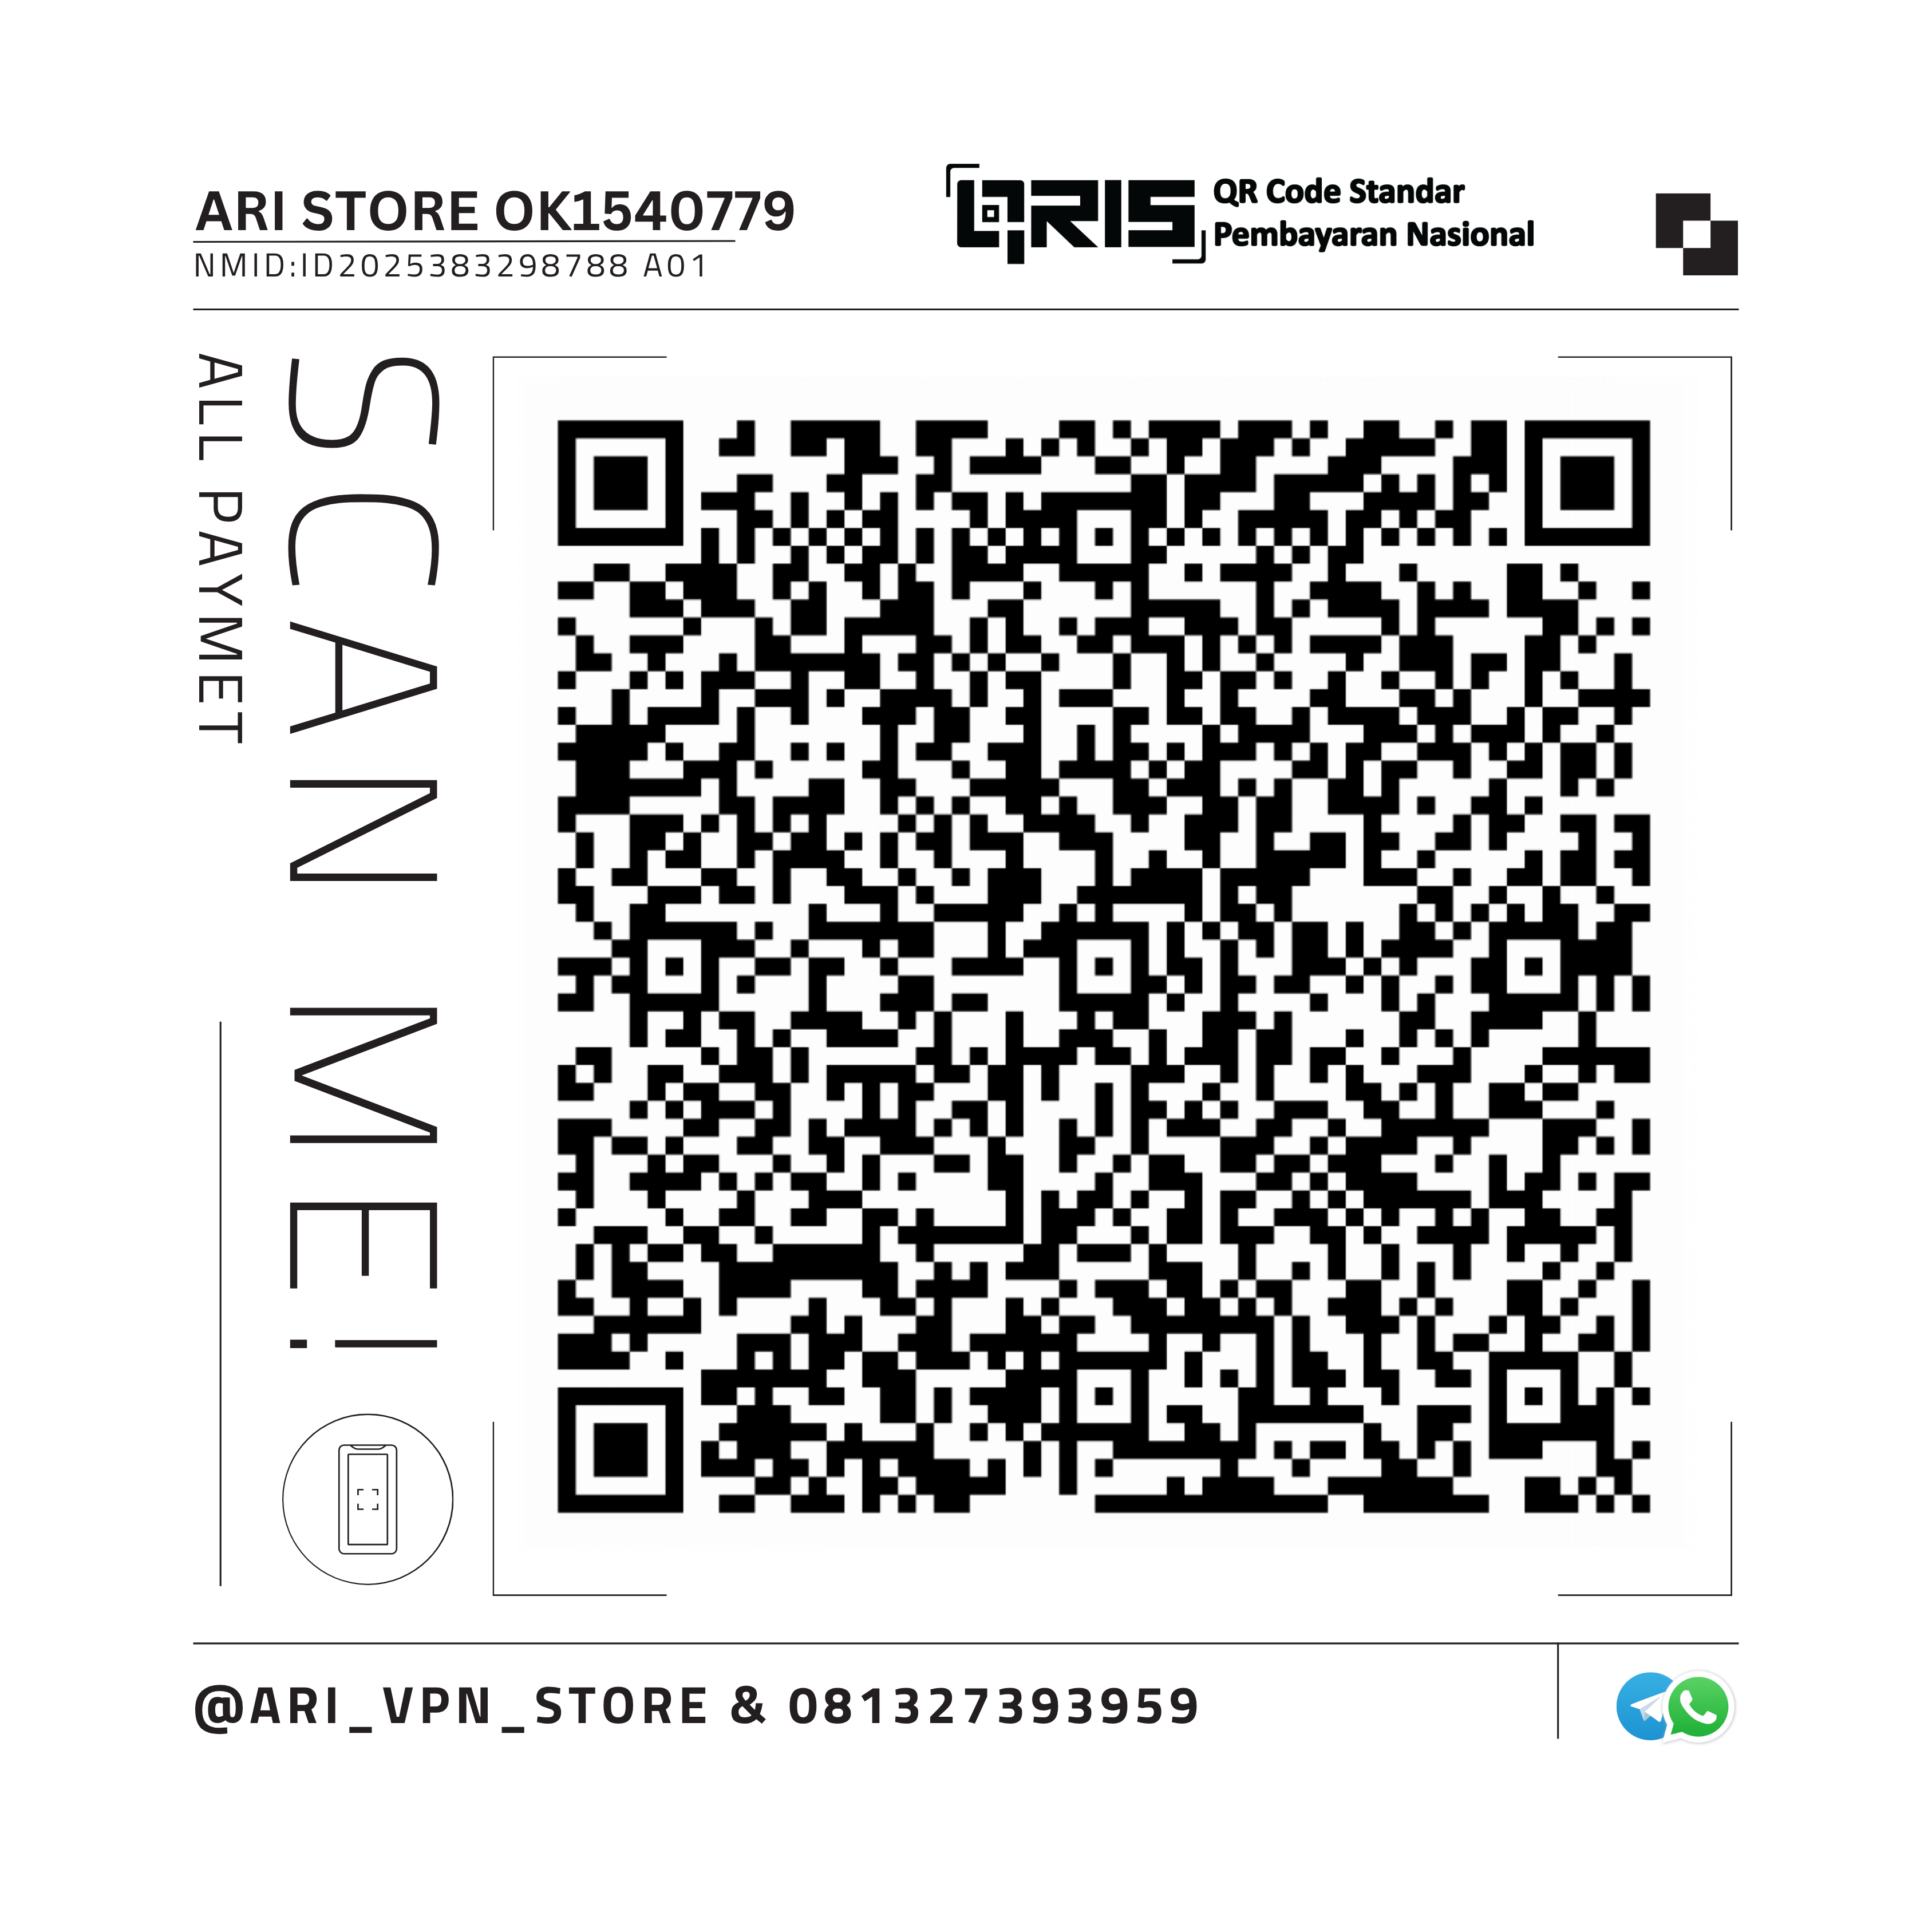 ARI STORE OK1540779
NMID:ID2025383298788 A01
QRIS
QR Code Standar
Pembayaran Nasional
SCAN ME!
ALL PAYMET
@ARI_VPN_STORE & 081327393959